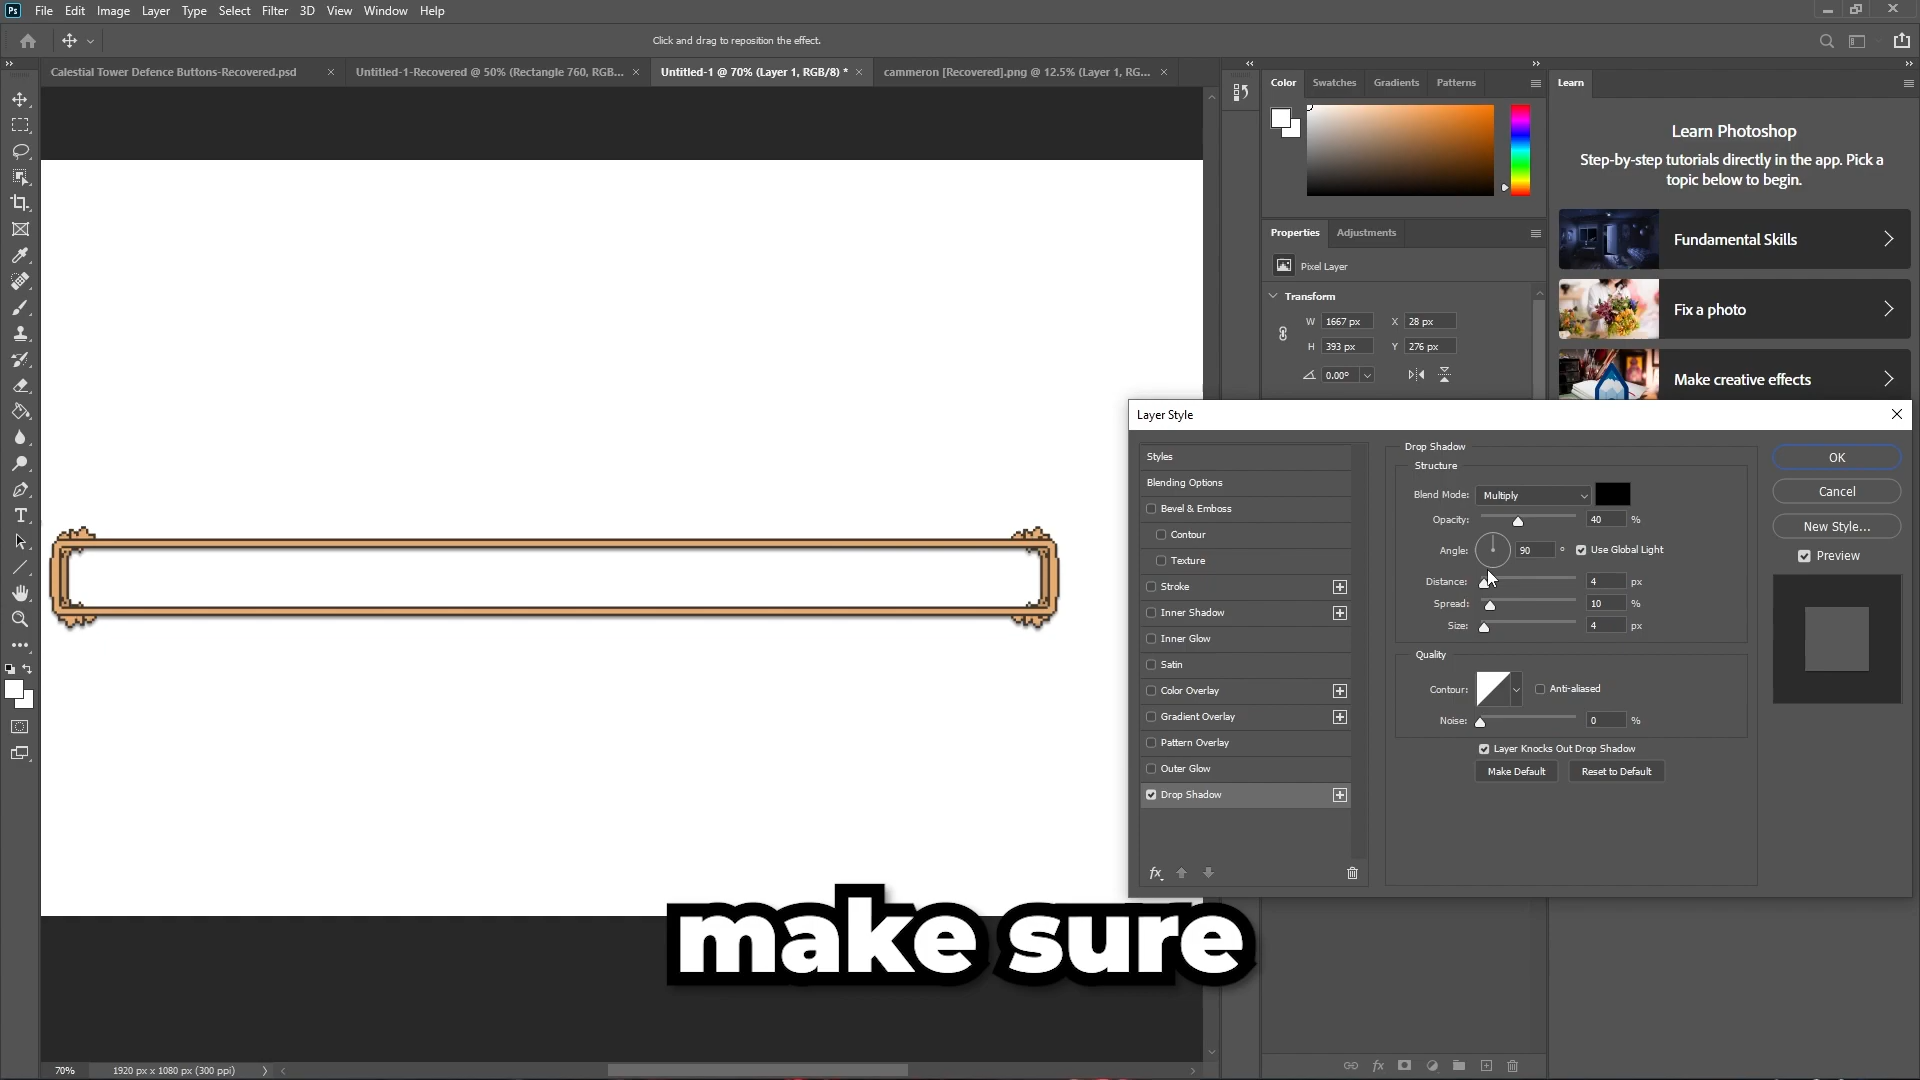 Ps File Edit Image Layer Type Select Filter 3D View Window Help
Click and drag to reposition the effect.
Calestial Tower Defence Buttons-Recovered.psd
Untitled-1-Recovered @ 50% (Rectangle 760, RGB...
Untitled-1 @ 70% (Layer 1, RGB/8) *
cammeron [Recovered].png @ 12.5% (Layer 1, RG...
Color Swatches Gradients Patterns
Learn
Learn Photoshop
Step-by-step tutorials directly in the app. Pick a
topic below to begin.
Fundamental Skills
Fix a photo
Make creative effects
Properties Adjustments
Pixel Layer
Transform
W 1667 px X 28 px
H 393 px Y 276 px
0.00°
Layer Style
Styles
Blending Options
Bevel & Emboss
Contour
Texture
Stroke
Inner Shadow
Inner Glow
Satin
Color Overlay
Gradient Overlay
Pattern Overlay
Outer Glow
Drop Shadow
fx
Drop Shadow
Structure
Blend Mode: Multiply
Opacity: 40 %
Angle: 90 ° Use Global Light
Distance: 4 px
Spread: 10 %
Size: 4 px
Quality
Contour: Anti-aliased
Noise: 0 %
Layer Knocks Out Drop Shadow
Make Default Reset to Default
OK
Cancel
New Style...
Preview
make sure
70% 1920 px x 1080 px (300 ppi)
fx